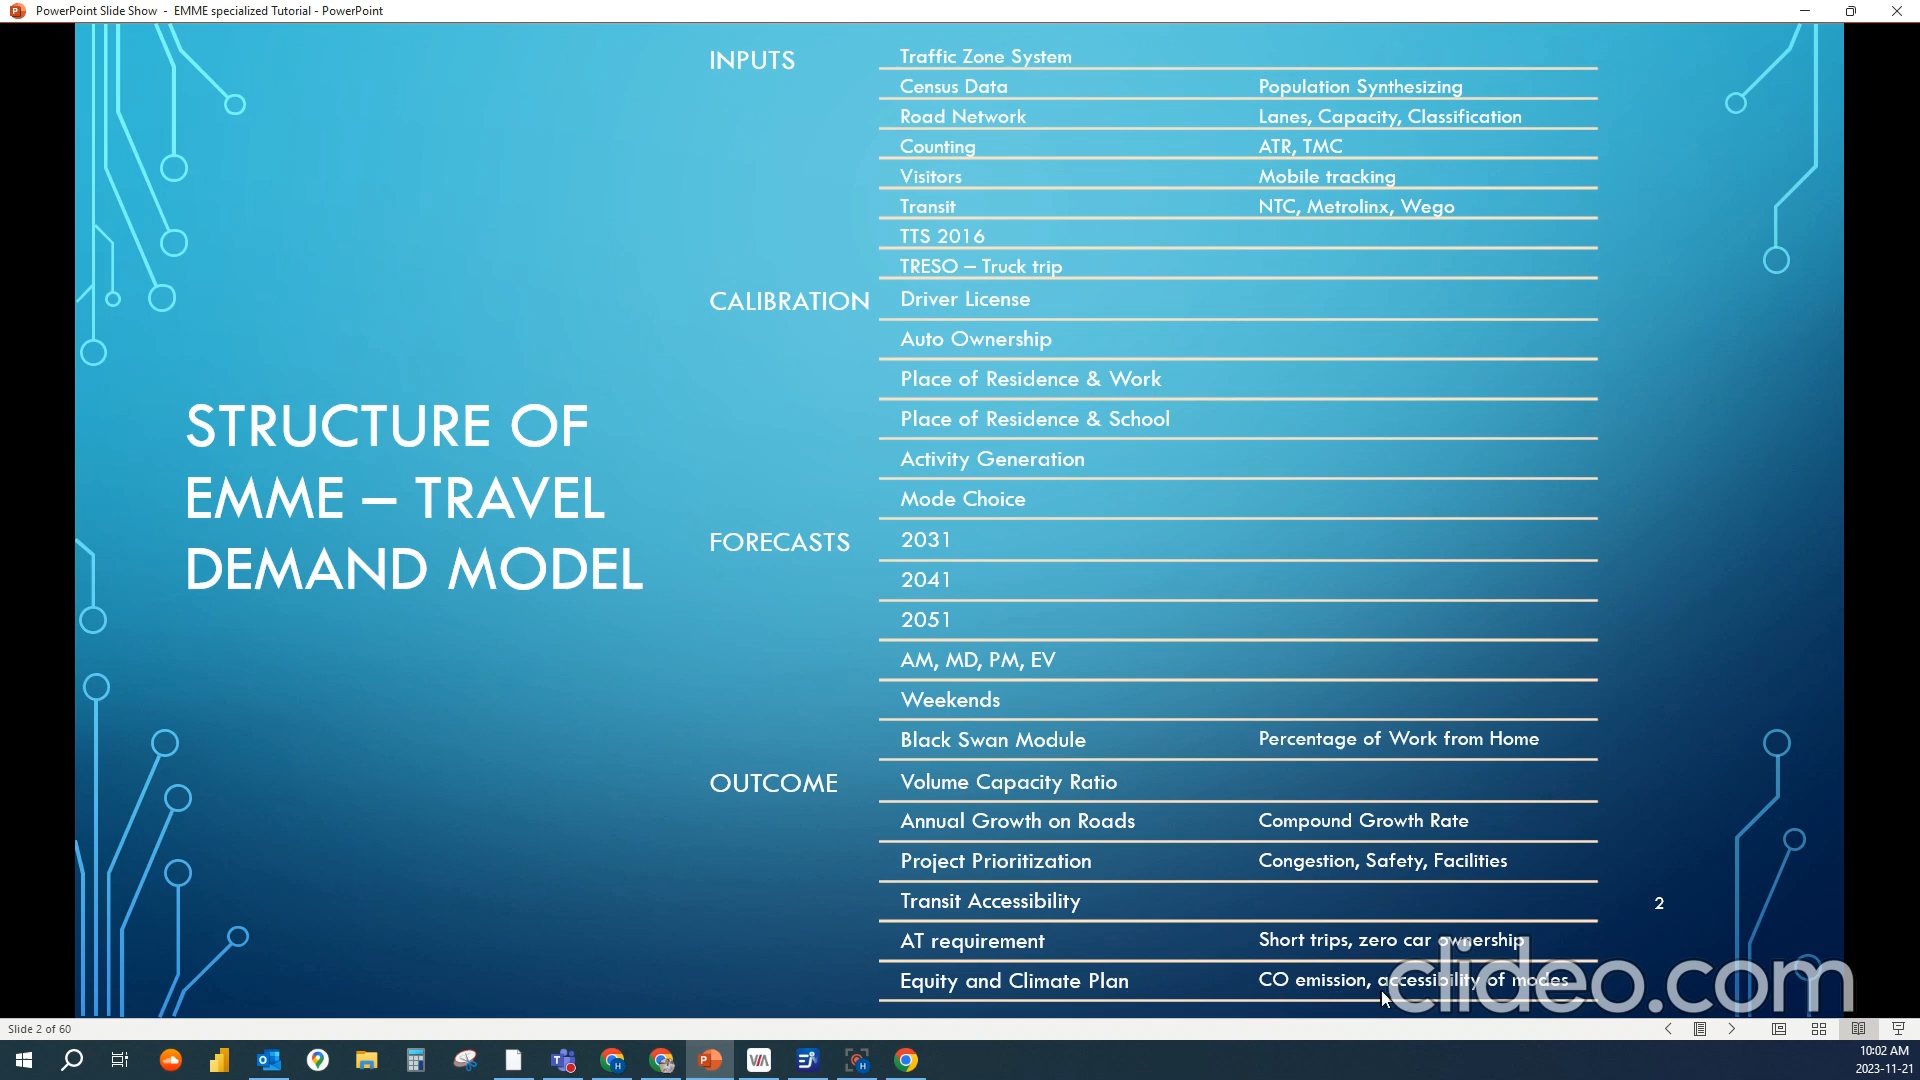 PowerPoint Slide Show - EMME specialized Tutorial - PowerPoint
STRUCTURE OF
EMME – TRAVEL
DEMAND MODEL
INPUTS
Traffic Zone System
Census Data Population Synthesizing
Road Network Lanes, Capacity, Classification
Counting ATR, TMC
Visitors Mobile tracking
Transit NTC, Metrolinx, Wego
TTS 2016
TRESO – Truck trip
CALIBRATION
Driver License
Auto Ownership
Place of Residence & Work
Place of Residence & School
Activity Generation
Mode Choice
FORECASTS
2031
2041
2051
AM, MD, PM, EV
Weekends
Black Swan Module Percentage of Work from Home
OUTCOME
Volume Capacity Ratio
Annual Growth on Roads Compound Growth Rate
Project Prioritization Congestion, Safety, Facilities
Transit Accessibility
AT requirement Short trips, zero car ownership
Equity and Climate Plan CO emission, accessibility of modes
2
clideo.com
Slide 2 of 60
10:02 AM
2023-11-21